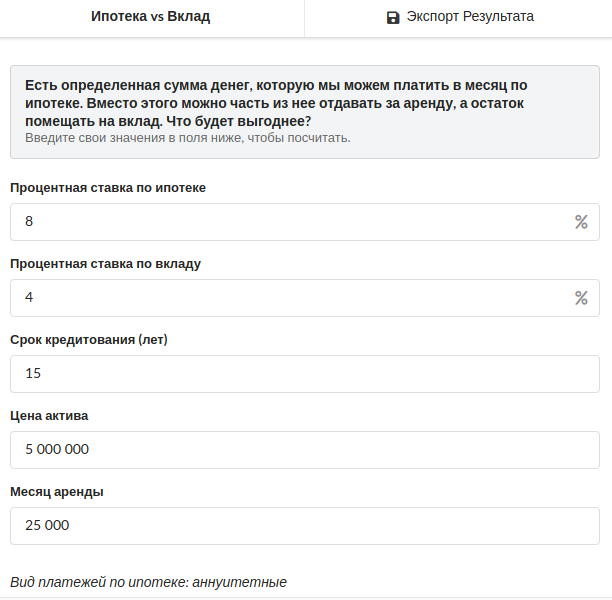 Ипотека vs Вклад
Экспорт Результата
Есть определенная сумма денег, которую мы можем платить в месяц по
ипотеке. Вместо этого можно часть из нее отдавать за аренду, а остаток
помещать на вклад. Что будет выгоднее?
Введите свои значения в поля ниже, чтобы посчитать.
Процентная ставка по ипотеке
8 %
Процентная ставка по вкладу
4 %
Срок кредитования (лет)
15
Цена актива
5 000 000
Месяц аренды
25 000
Вид платежей по ипотеке: аннуитетные